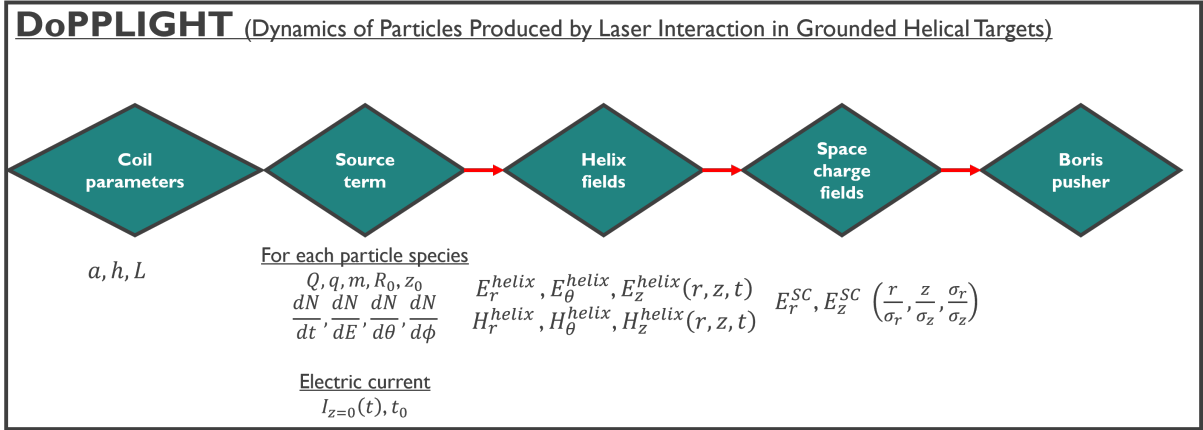 DoPPLIGHT (Dynamics of Particles Produced by Laser Interaction in Grounded Helical Targets)
Coil
parameters
Source
term
Helix
fields
Space
charge
fields
Boris
pusher
a, h, L
For each particle species
Q, q, m, R₀, z₀
dN/dt, dN/dE, dN/dθ, dN/dϕ
Electric current
I_{z=0}(t), t₀
E_r^{helix}, E_θ^{helix}, E_z^{helix}(r, z, t)
H_r^{helix}, H_θ^{helix}, H_z^{helix}(r, z, t)
E_r^{SC}, E_z^{SC} (r/σ_r, z/σ_z, σ_r/σ_z)